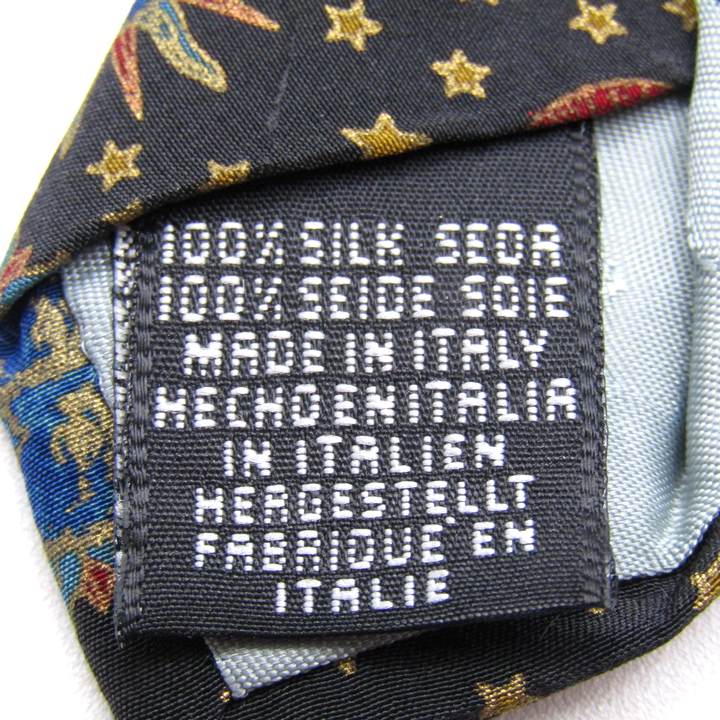 100% SILK SEDA
100% SEIDE SOIE
MADE IN ITALY
HECHO EN ITALIA
IN ITALIEN
HERGESTELLT
FABRIQUE EN
ITALIE